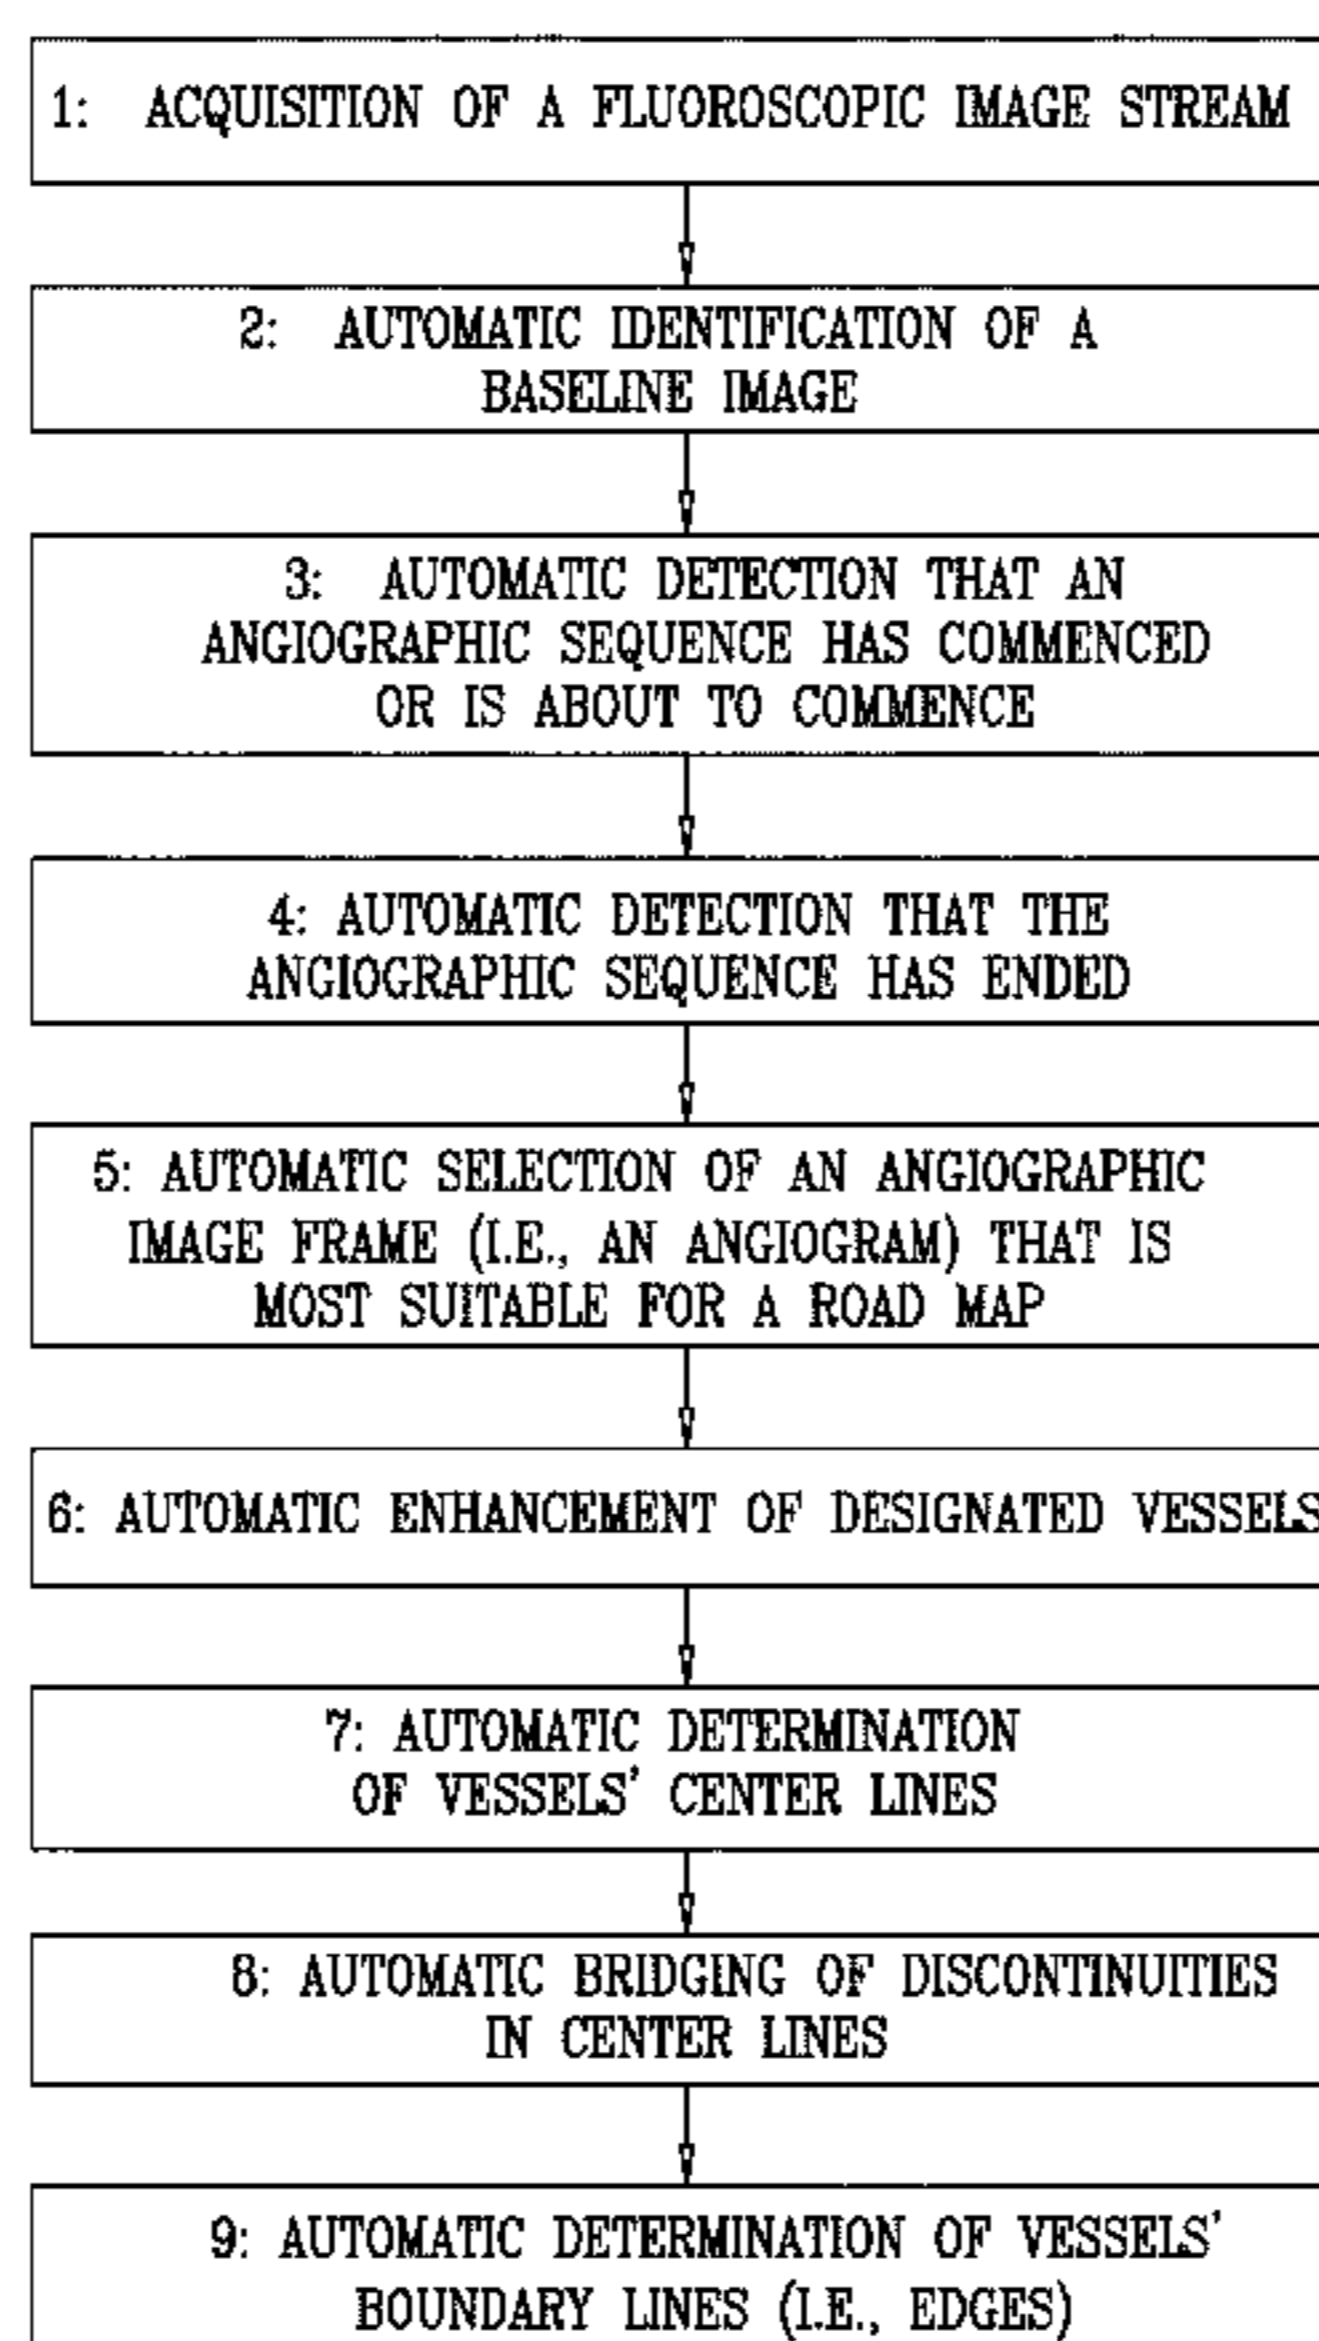 1: ACQUISITION OF A FLUOROSCOPIC IMAGE STREAM
2: AUTOMATIC IDENTIFICATION OF A
BASELINE IMAGE
3: AUTOMATIC DETECTION THAT AN
ANGIOGRAPHIC SEQUENCE HAS COMMENCED
OR IS ABOUT TO COMMENCE
4: AUTOMATIC DETECTION THAT THE
ANGIOGRAPHIC SEQUENCE HAS ENDED
5: AUTOMATIC SELECTION OF AN ANGIOGRAPHIC
IMAGE FRAME (I.E., AN ANGIOGRAM) THAT IS
MOST SUITABLE FOR A ROAD MAP
6: AUTOMATIC ENHANCEMENT OF DESIGNATED VESSELS
7: AUTOMATIC DETERMINATION
OF VESSELS' CENTER LINES
8: AUTOMATIC BRIDGING OF DISCONTINUITIES
IN CENTER LINES
9: AUTOMATIC DETERMINATION OF VESSELS'
BOUNDARY LINES (I.E., EDGES)